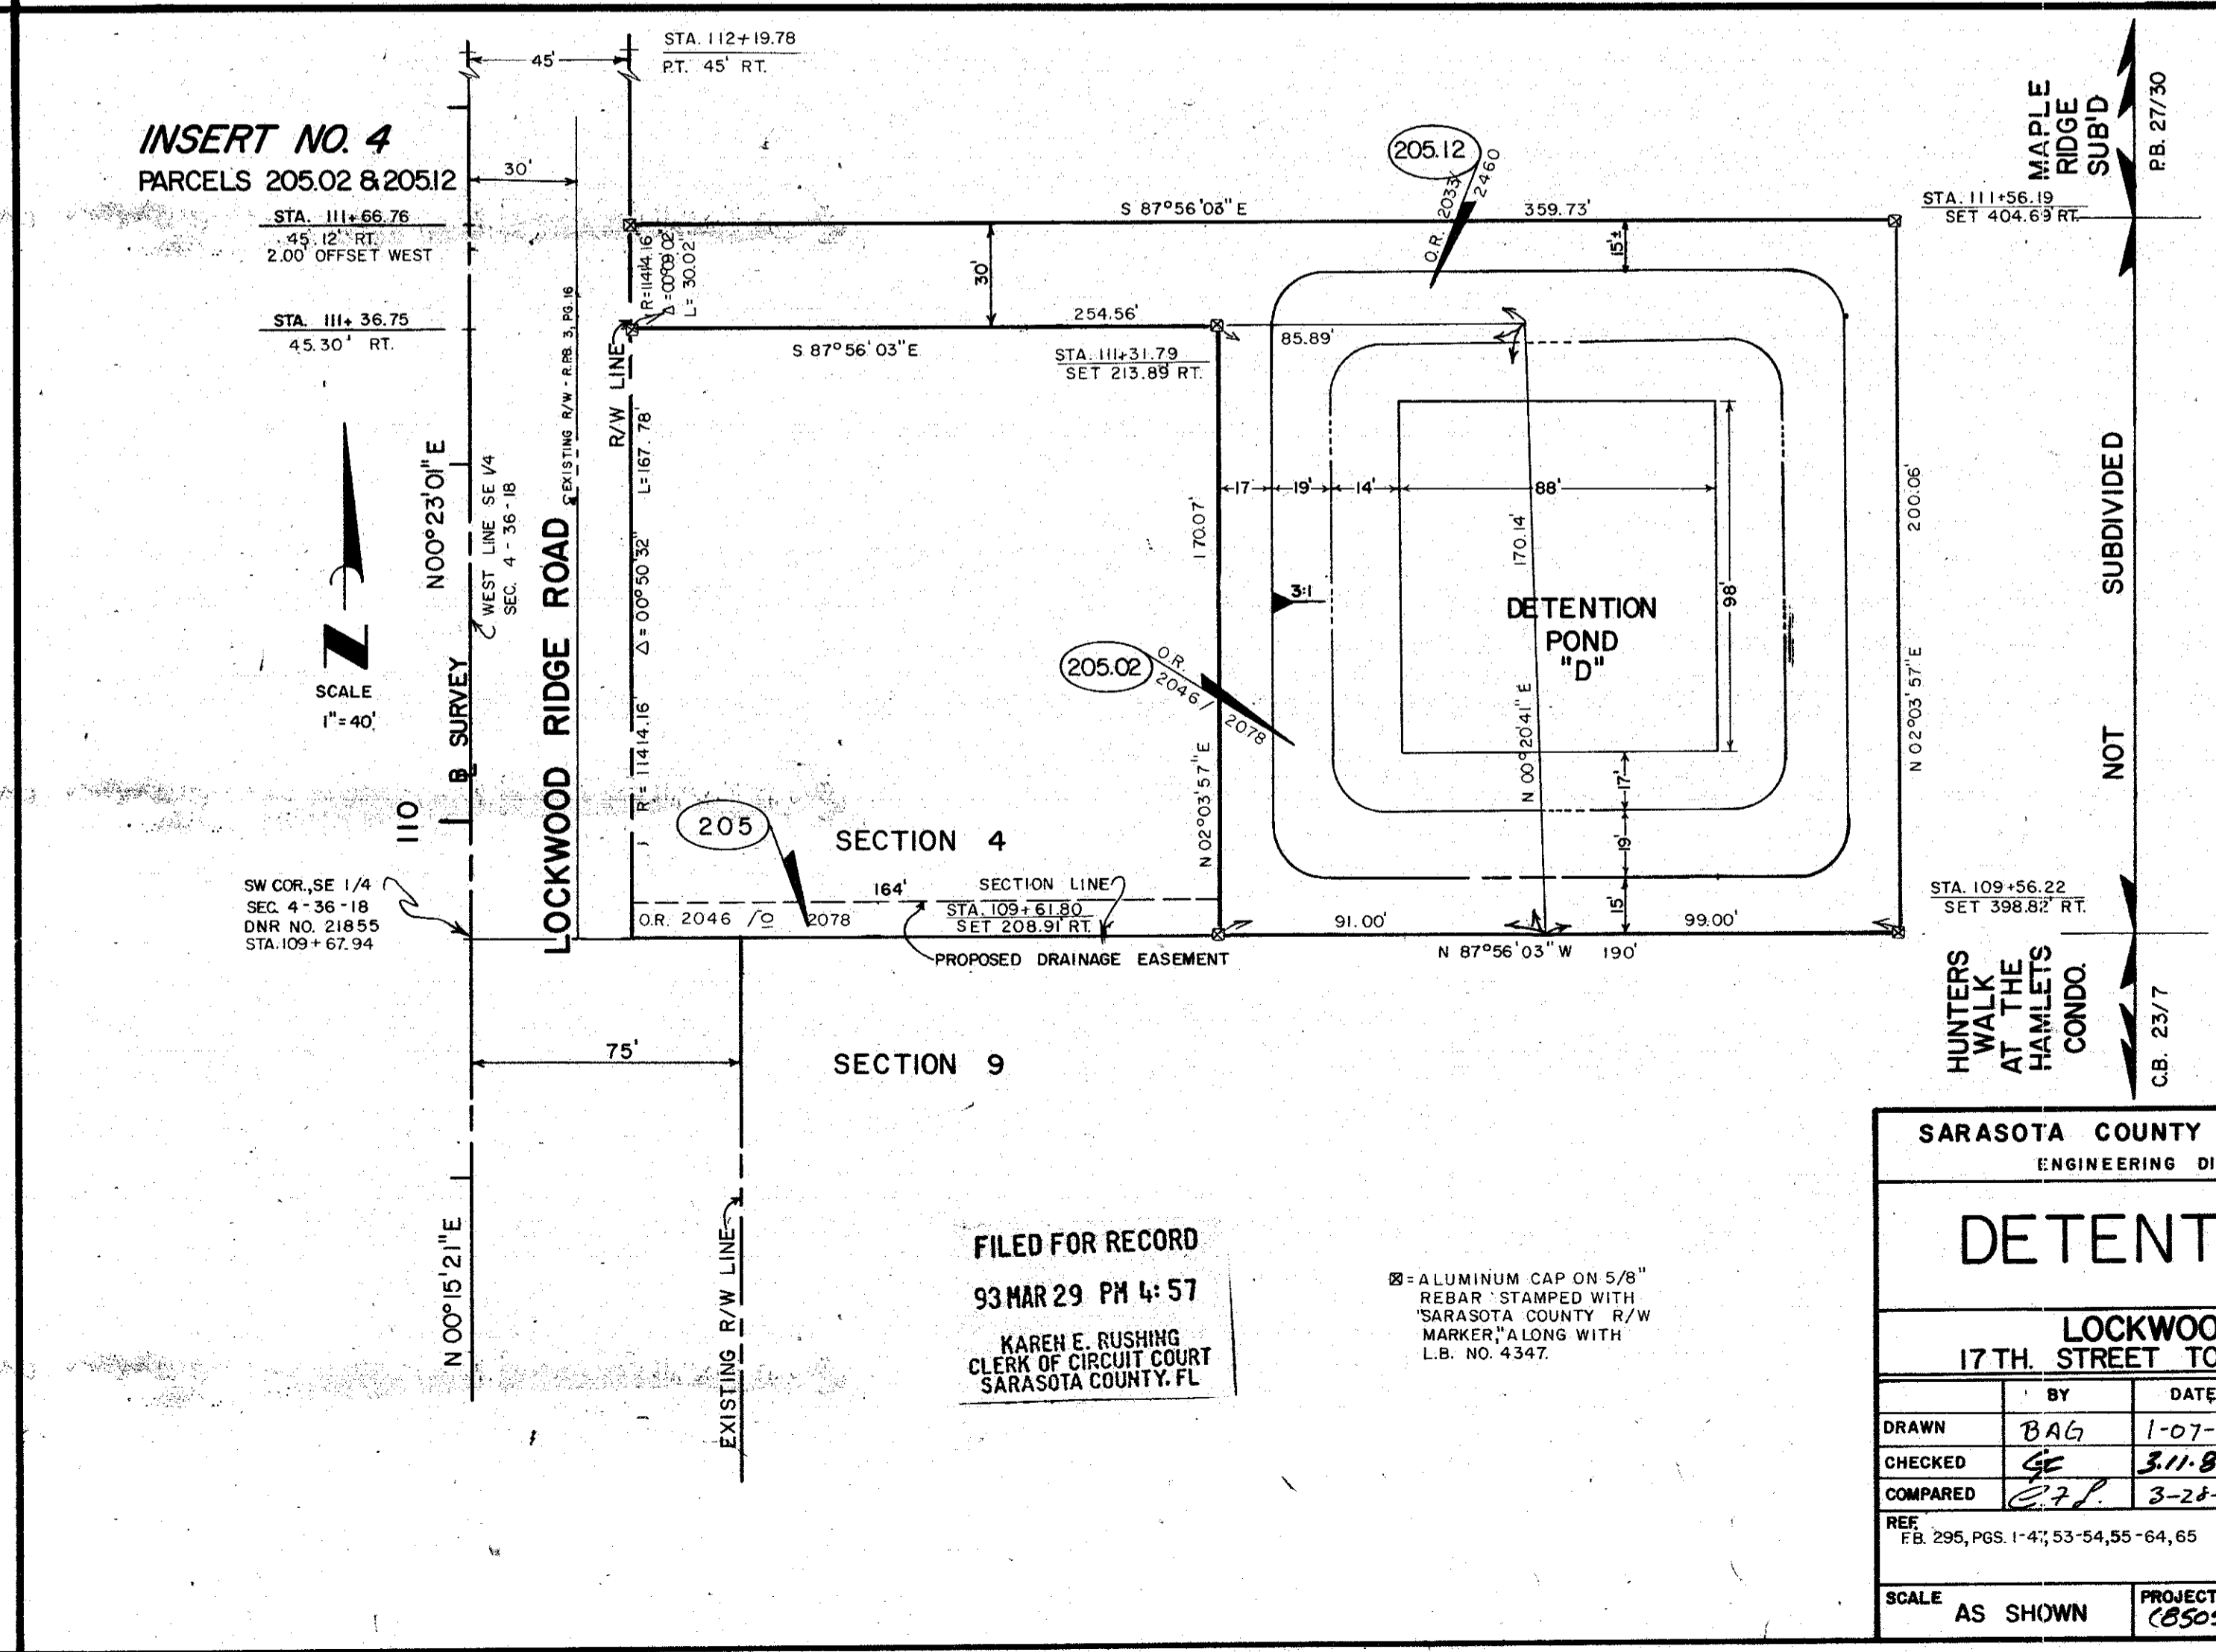 INSERT NO. 4
PARCELS 205.02 & 205.12
STA. 111+66.76
45.12' RT.
2.00' OFFSET WEST
STA. 111+36.75
45.30' RT.
45'
30'
STA. 112+19.78
P.T. 45' RT.
S 87°56'03" E
359.73'
205.12
O.R. 2033/
2460
STA. 111+56.19
SET 404.69' RT.
MAPLE
RIDGE
SUB'D
P.B. 27/30
R=11414.16'
Δ=00°09'02"
L= 30.02'
30'
15'±
254.56'
S 87°56'03" E
STA. 111+31.79
SET 213.89' RT.
85.89'
R/W LINE
EXISTING R/W - R.P.B. 3, PG. 16
N00°23'01" E
WEST LINE SE 1/4
SEC. 4 - 36 - 18
LOCKWOOD RIDGE ROAD
L=167.78'
Δ=00°50'32"
R = 11414.16'
SCALE
1"=40'
B SURVEY
110
17'
19'
14'
88'
170.07'
170.14'
98'
200.06'
3:1
DETENTION
POND
"D"
NOT SUBDIVIDED
205.02
O.R.
2046 /
2078
N 02°03'57" E
N 00°20'41" E
N 02°03'57" E
17'
19'
15'
205
SECTION 4
SW COR., SE 1/4
SEC. 4 - 36 - 18
DNR NO. 21855
STA. 109+67.94
164'
SECTION LINE
O.R. 2046 / 2078
STA. 109+61.80
SET 208.91' RT.
PROPOSED DRAINAGE EASEMENT
91.00'
99.00'
N 87°56'03" W 190'
STA. 109+56.22
SET 398.82' RT.
HUNTERS
WALK
AT THE
HAMLETS
CONDO.
C.B. 23/7
75'
SECTION 9
N 00°15'21" E
EXISTING R/W LINE
FILED FOR RECORD
93 MAR 29 PM 4:57
KAREN E. RUSHING
CLERK OF CIRCUIT COURT
SARASOTA COUNTY, FL
= ALUMINUM CAP ON 5/8"
REBAR STAMPED WITH
"SARASOTA COUNTY R/W
MARKER," ALONG WITH
L.B. NO. 4347.
SARASOTA COUNTY
ENGINEERING DI
DETENT
LOCKWOO
17TH. STREET TO
BY DATE
DRAWN BAG 1-07-
CHECKED 3.11.8
COMPARED 3-28-
REF.
F.B. 295, PGS. 1-47, 53-54, 55-64, 65
SCALE AS SHOWN
PROJECT